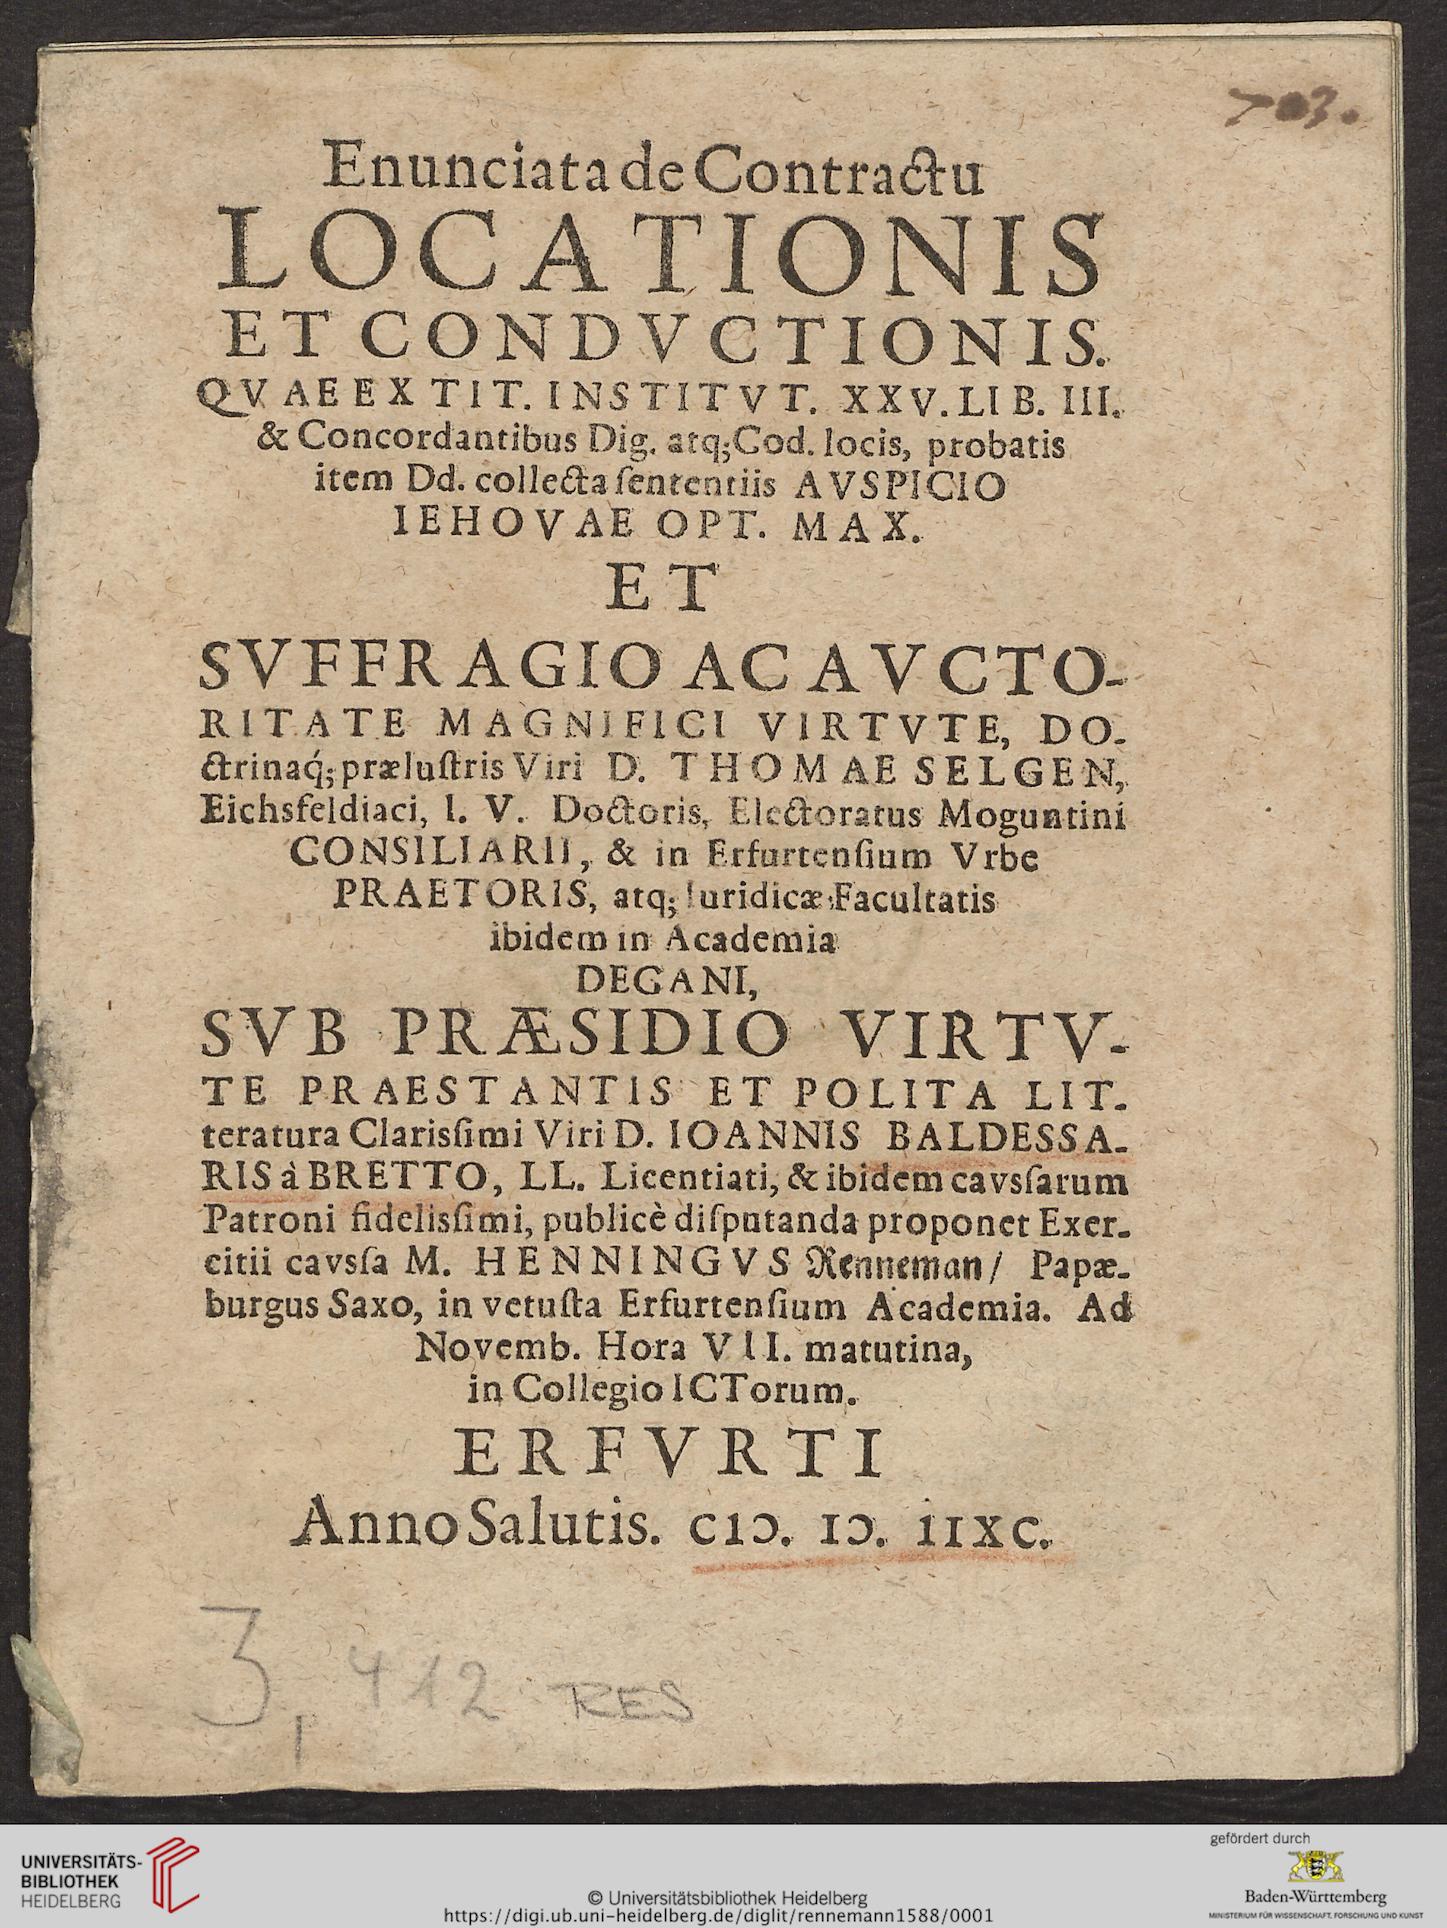 703.
Enunciata de Contractu
LOCATIONIS
ET CONDVCTIONIS.
QVAE EX TIT. INSTITVT. XXV. LIB. III.
& Concordantibus Dig. atq; Cod. locis, probatis
item Dd. collecta ſententiis AVSPICIO
IEHOVAE OPT. MAX.
ET
SVFFRAGIO AC AVCTO-
RITATE MAGNIFICI VIRTVTE, DO-
ctrinaq́; præluſtris Viri D. THOMAE SELGEN,
Eichsfeldiaci, I. V. Doctoris, Electoratus Moguntini
CONSILIARII, & in Erfurtenſium Vrbe
PRAETORIS, atq; Iuridicæ Facultatis
ibidem in Academia
DECANI,
SVB PRÆSIDIO VIRTV-
TE PRAESTANTIS ET POLITA LIT-
teratura Clarisſimi Viri D. IOANNIS BALDESSA-
RIS à BRETTO, LL. Licentiati, & ibidem cavsſarum
Patroni fidelisſimi, publicè diſputanda proponet Exer-
citii cavsſa M. HENNINGVS Renneman/ Papæ-
burgus Saxo, in vetuſta Erfurtenſium Academia. Ad
Novemb. Hora VII. matutina,
in Collegio ICTorum.
ERFVRTI
Anno Salutis. CIↃ. IↃ. IIXC.
3, 412 RES
UNIVERSITÄTS-
BIBLIOTHEK
HEIDELBERG
© Universitätsbibliothek Heidelberg
https://digi.ub.uni-heidelberg.de/diglit/rennemann1588/0001
gefördert durch
Baden-Württemberg
MINISTERIUM FÜR WISSENSCHAFT, FORSCHUNG UND KUNST